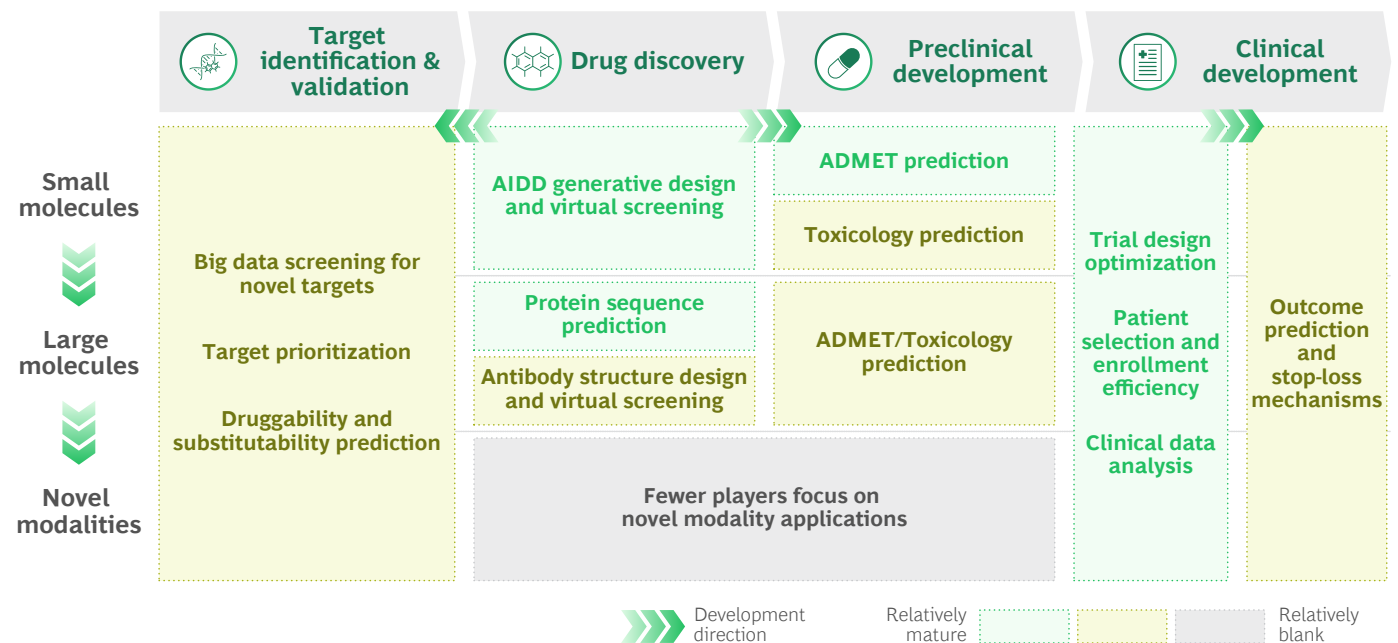 Target
identification &
validation
Drug discovery
Preclinical
development
Clinical
development
Small
molecules
Large
molecules
Novel
modalities
Big data screening for
novel targets
Target prioritization
Druggability and
substitutability prediction
AIDD generative design
and virtual screening
Protein sequence
prediction
Antibody structure design
and virtual screening
ADMET prediction
Toxicology prediction
ADMET/Toxicology
prediction
Fewer players focus on
novel modality applications
Trial design
optimization
Patient
selection and
enrollment
efficiency
Clinical data
analysis
Outcome
prediction
and
stop-loss
mechanisms
Development
direction
Relatively
mature
Relatively
blank